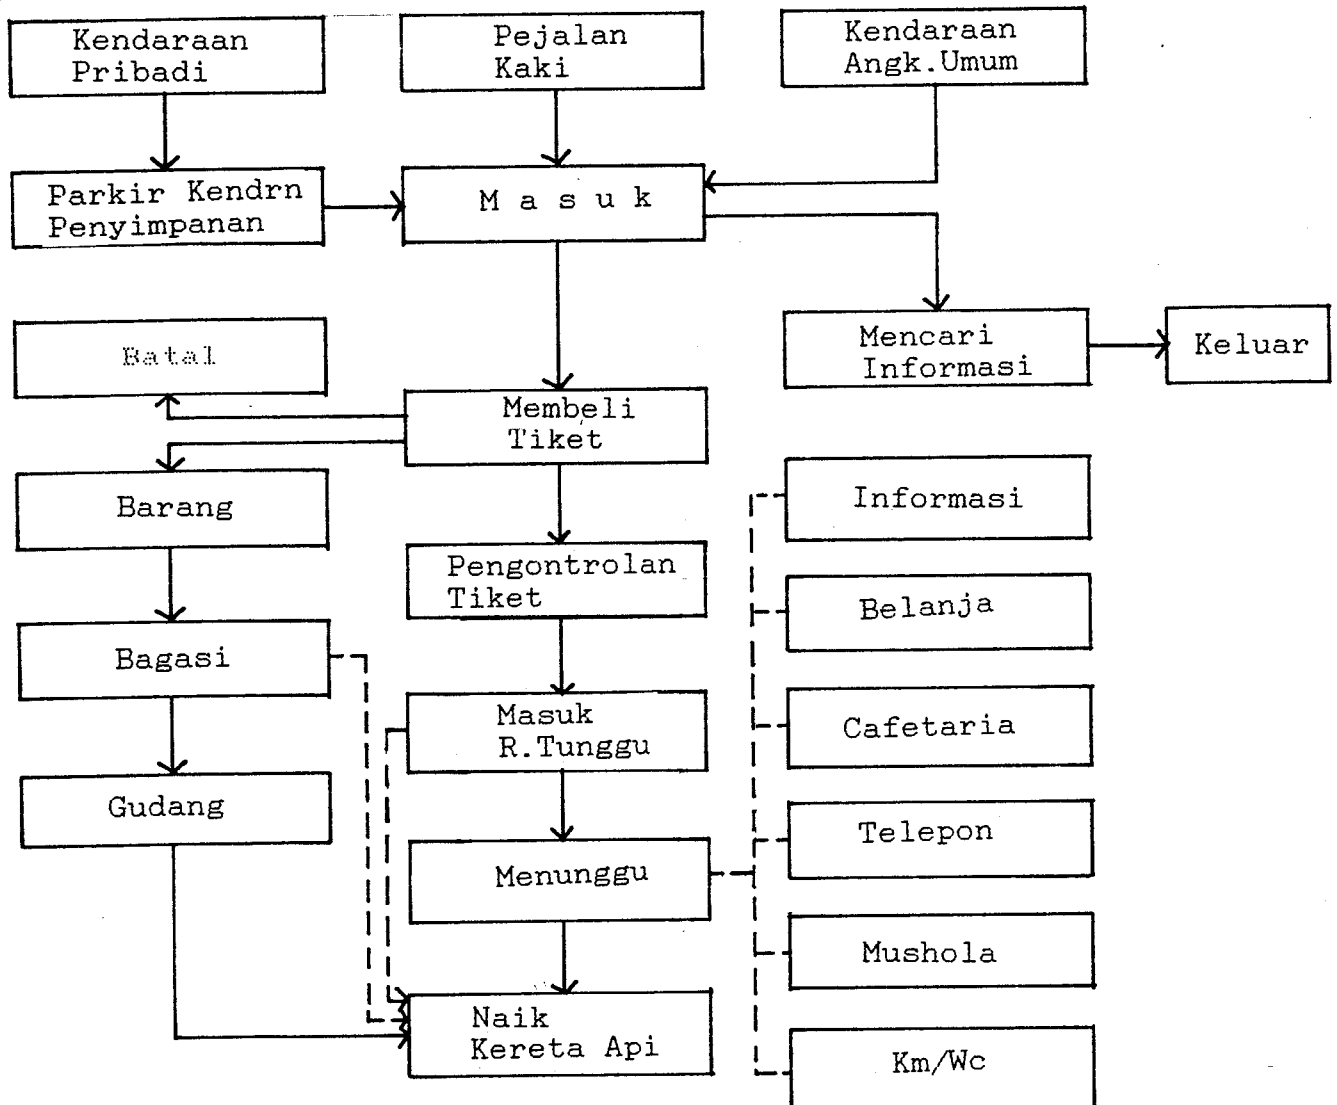 Kendaraan
Pribadi
Pejalan
Kaki
Kendaraan
Angk.Umum
Parkir Kendrn
Penyimpanan
M a s u k
Batal
Mencari
Informasi
Keluar
Membeli
Tiket
Barang
Informasi
Pengontrolan
Tiket
Belanja
Bagasi
Masuk
R.Tunggu
Cafetaria
Gudang
Telepon
Menunggu
Mushola
Naik
Kereta Api
Km/Wc